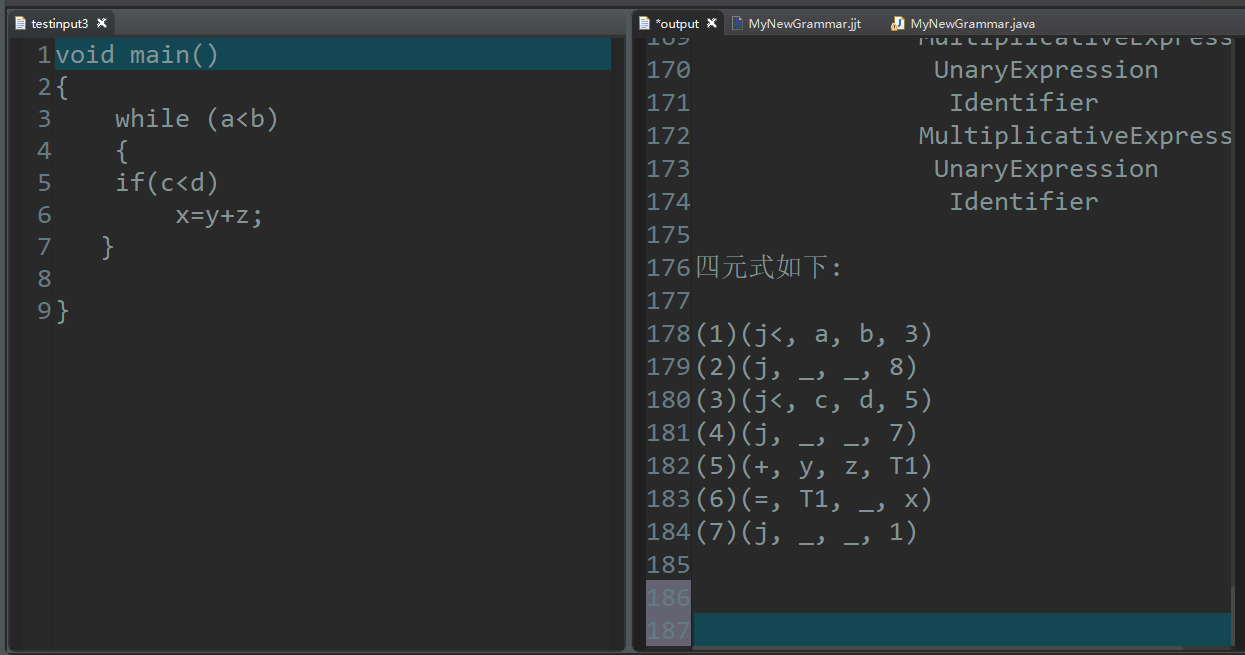 testinput3
1 void main()
2 {
3 while (a<b)
4 {
5 if(c<d)
6 x=y+z;
7 }
8
9 }
*output MyNewGrammar.jjt MyNewGrammar.java
169 MultiplicativeExpress
170 UnaryExpression
171 Identifier
172 MultiplicativeExpress
173 UnaryExpression
174 Identifier
175
176 四元式如下:
177
178 (1)(j<, a, b, 3)
179 (2)(j, _, _, 8)
180 (3)(j<, c, d, 5)
181 (4)(j, _, _, 7)
182 (5)(+, y, z, T1)
183 (6)(=, T1, _, x)
184 (7)(j, _, _, 1)
185
186
187